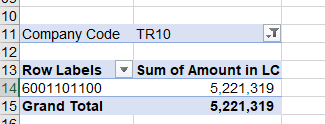 10
11 Company Code TR10
12
13 Row Labels Sum of Amount in LC
14 6001101100 5,221,319
15 Grand Total 5,221,319